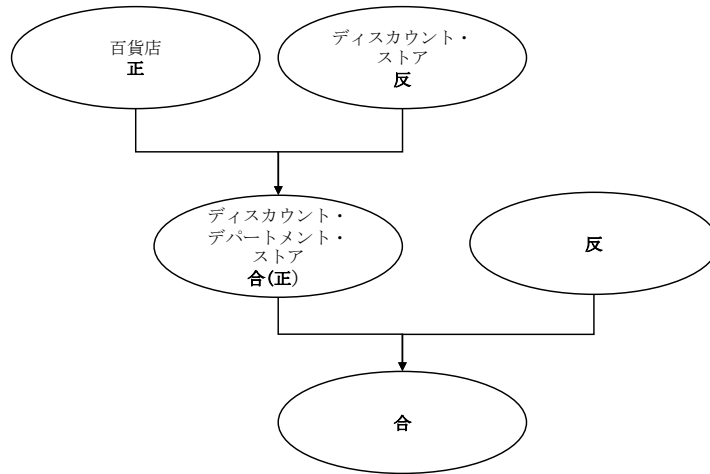 百貨店
正
ディスカウント・
ストア
反
ディスカウント・
デパートメント・
ストア
合(正)
反
合